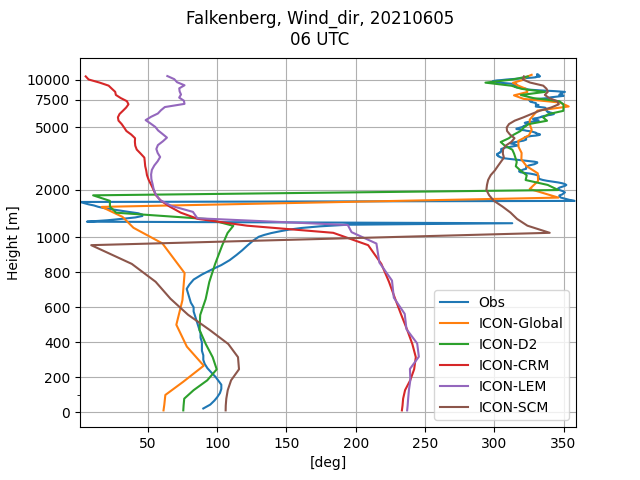 Falkenberg, Wind_dir, 20210605
06 UTC
10000
7500
5000
2000
1000
800
600
400
200
0
Height [m]
50
100
150
200
250
300
350
[deg]
Obs
ICON-Global
ICON-D2
ICON-CRM
ICON-LEM
ICON-SCM